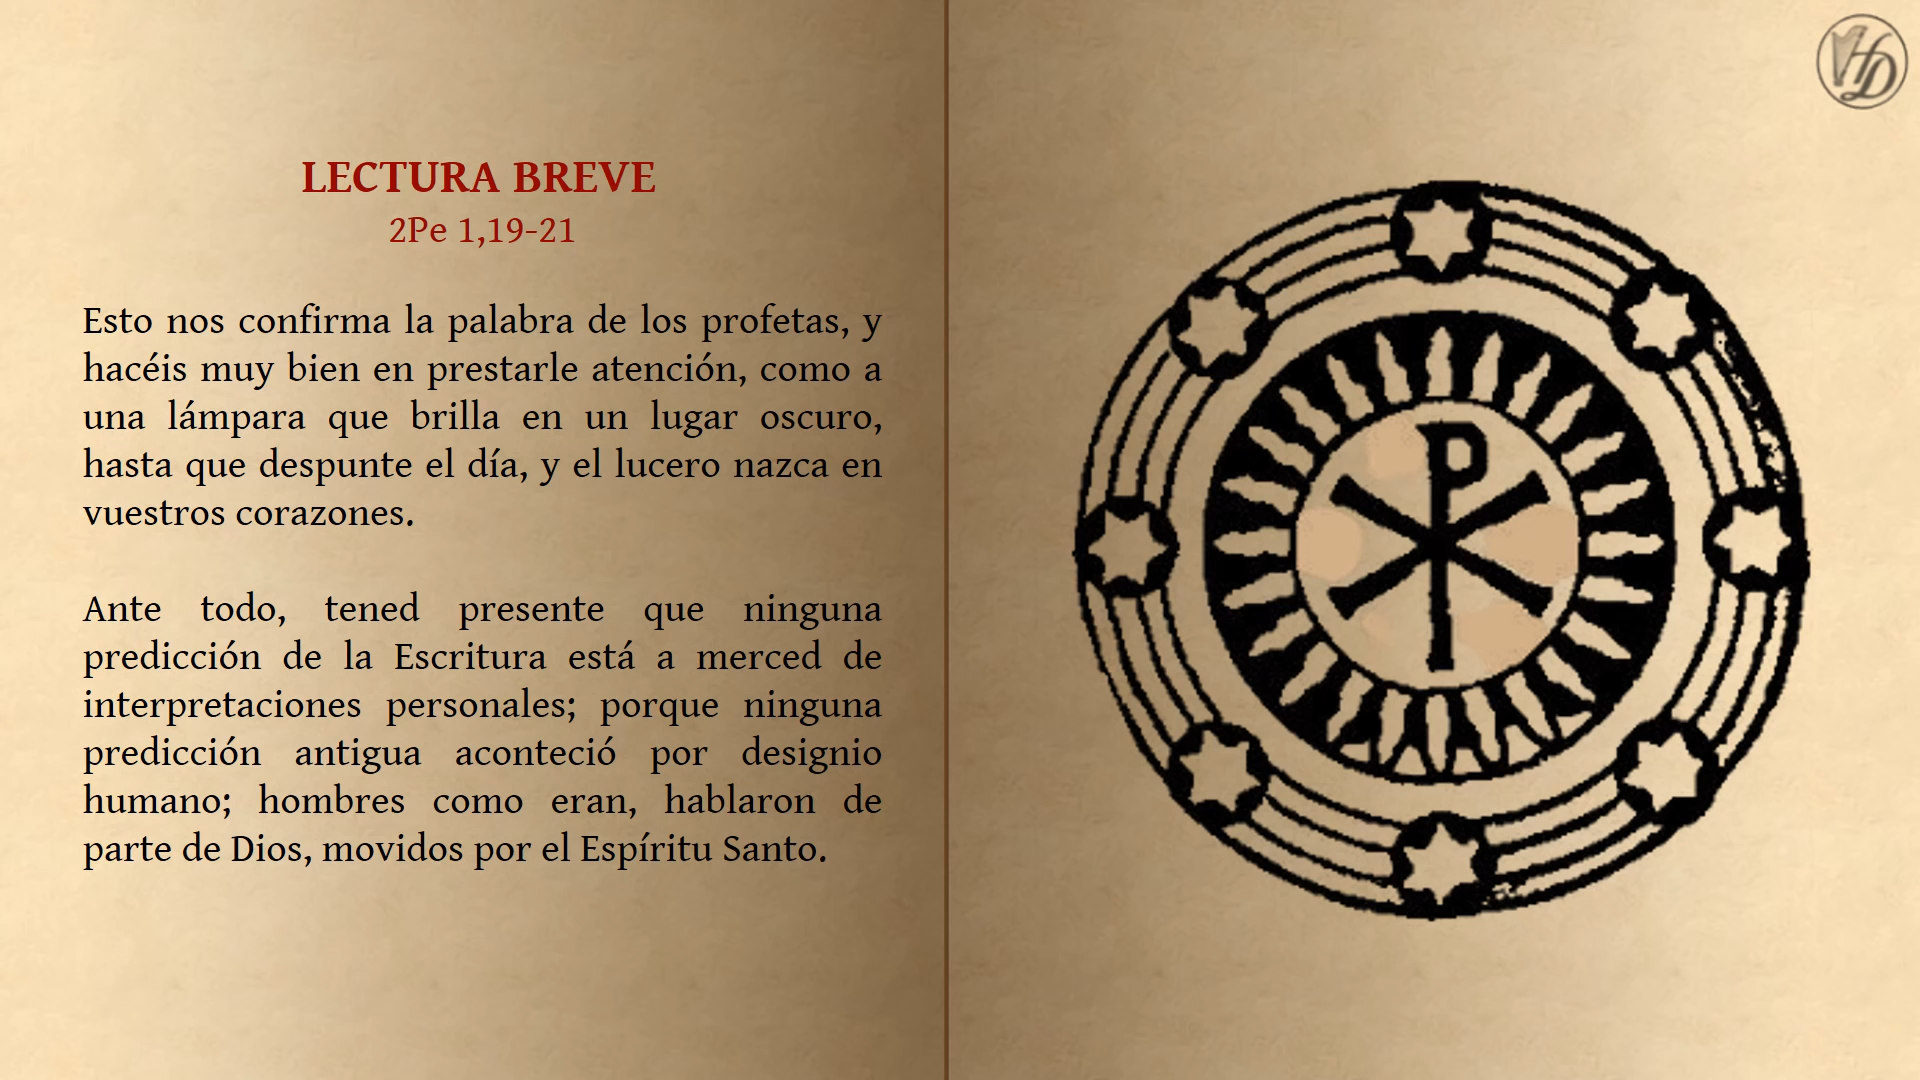 LECTURA BREVE
2Pe 1,19-21
Esto nos confirma la palabra de los profetas, y
hacéis muy bien en prestarle atención, como a
una lámpara que brilla en un lugar oscuro,
hasta que despunte el día, y el lucero nazca en
vuestros corazones.
Ante todo, tened presente que ninguna
predicción de la Escritura está a merced de
interpretaciones personales; porque ninguna
predicción antigua aconteció por designio
humano; hombres como eran, hablaron de
parte de Dios, movidos por el Espíritu Santo.
HD